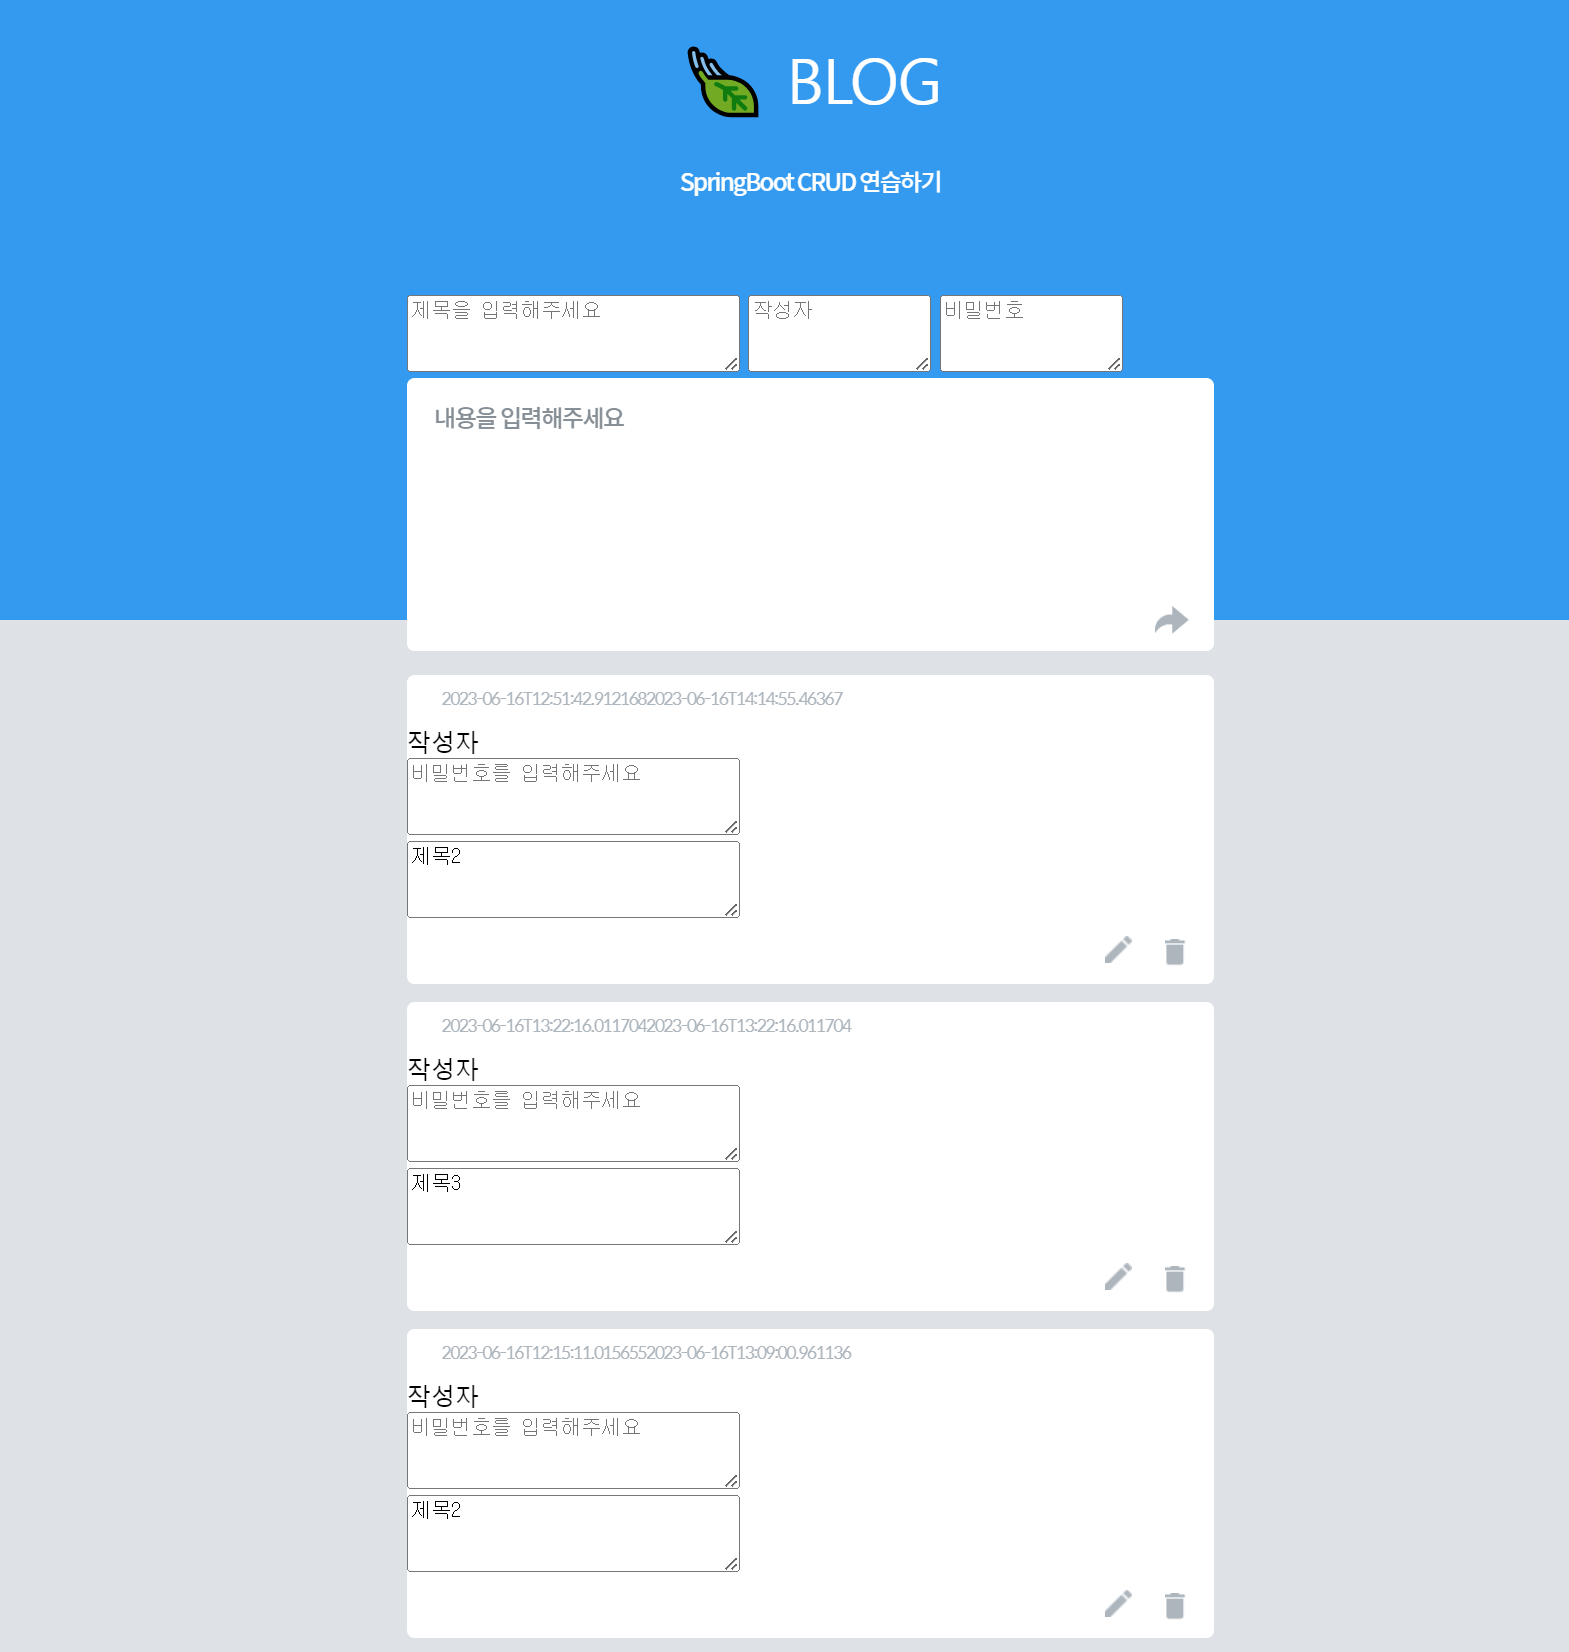 BLOG
SpringBoot CRUD 연습하기
제목을 입력해주세요 작성자 비밀번호
내용을 입력해주세요
2023-06-16T12:51:42.9121682023-06-16T14:14:55.46367
작성자
비밀번호를 입력해주세요
제목2
2023-06-16T13:22:16.0117042023-06-16T13:22:16.011704
작성자
비밀번호를 입력해주세요
제목3
2023-06-16T12:15:11.0156552023-06-16T13:09:00.961136
작성자
비밀번호를 입력해주세요
제목2